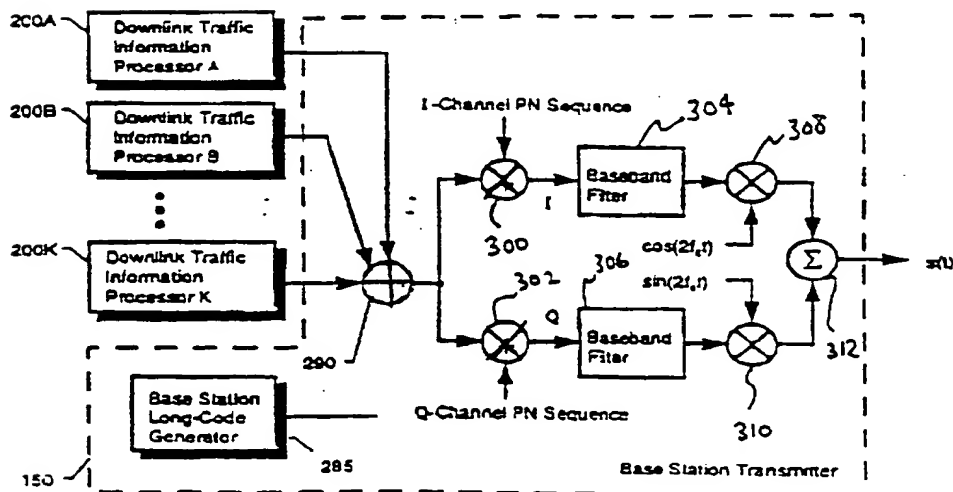 200A
Downlink Traffic
Information
Processor A
200B
Downlink Traffic
Information
Processor B
200K
Downlink Traffic
Information
Processor K
290
Base Station
Long-Code
Generator
285
150
I-Channel PN Sequence
300
I
304
Baseband
Filter
308
cos(2f_c t)
sin(2f_c t)
302
Q
306
Baseband
Filter
310
Q-Channel PN Sequence
Σ
312
s(t)
Base Station Transmitter